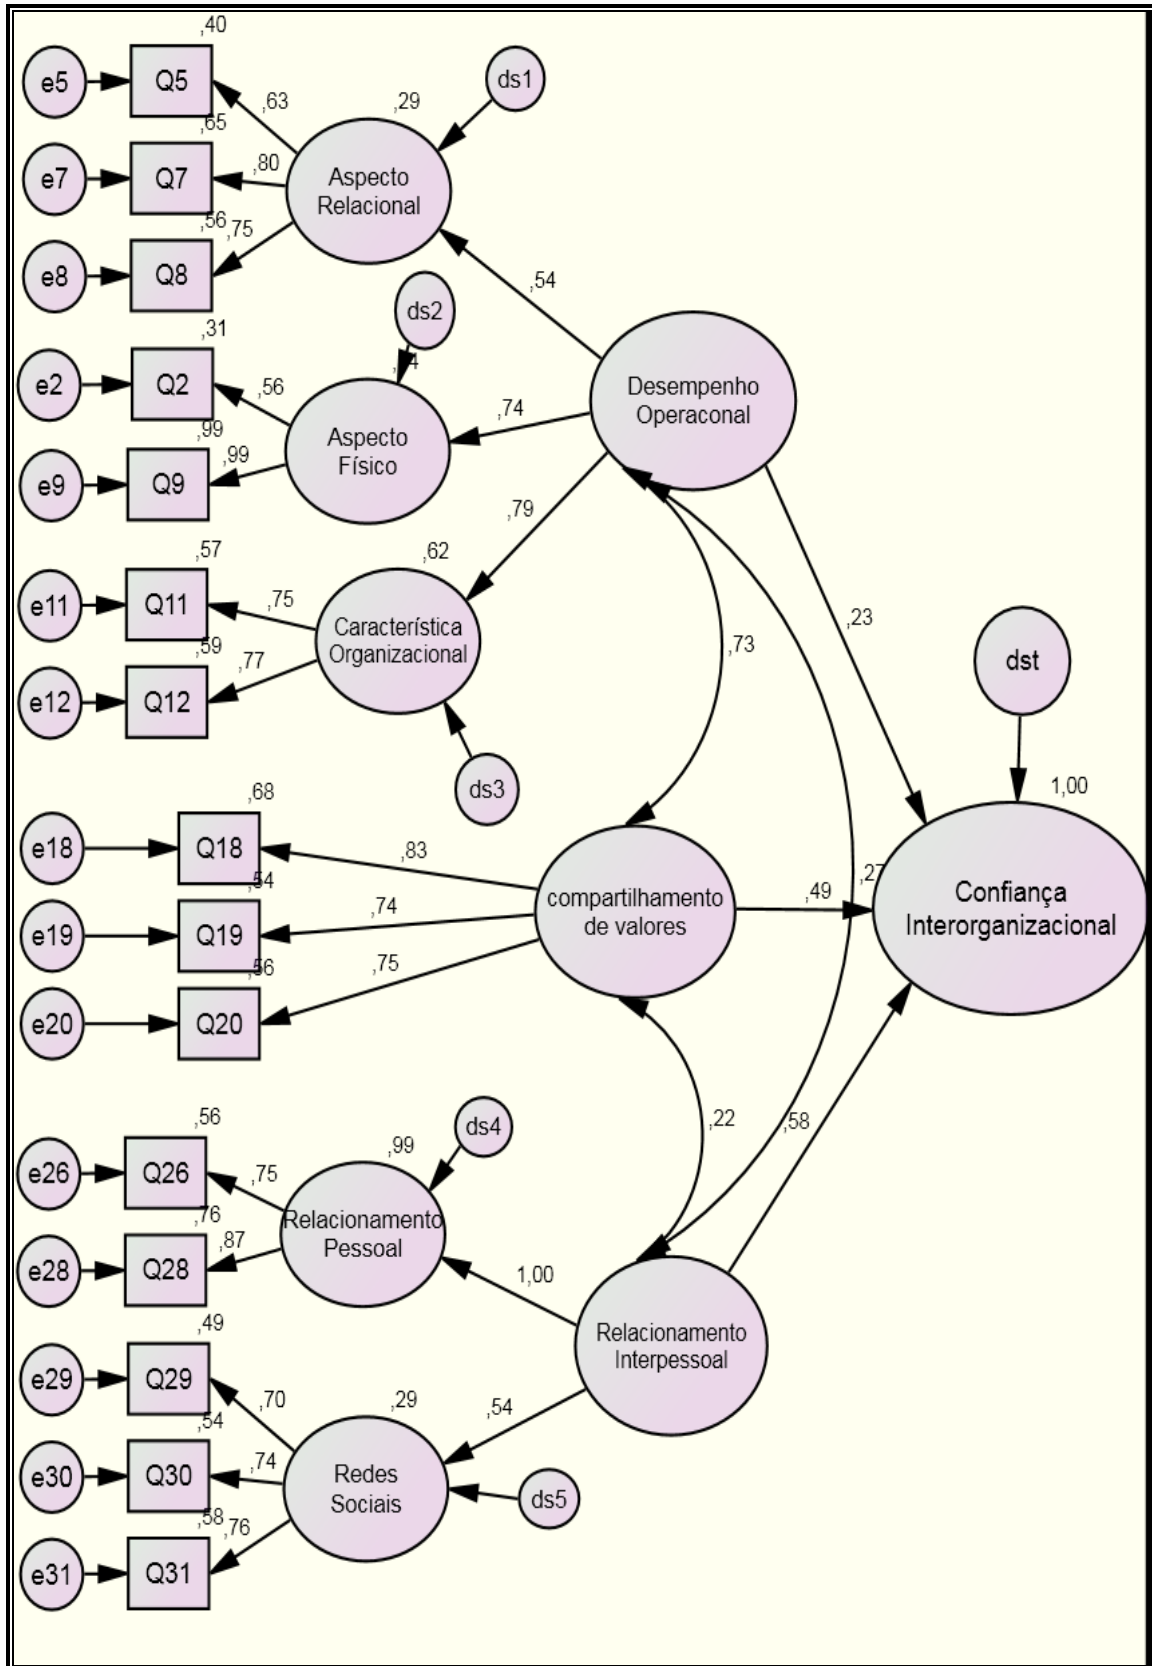 ,40
e5
Q5
,63
ds1
,29
,65
e7
Q7
,80
Aspecto
Relacional
,56
,75
e8
Q8
,54
ds2
,31
e2
Q2
,56
Desempenho
Operaconal
,74
,99
,99
Aspecto
Físico
e9
Q9
,79
,57
,62
e11
Q11
,75
Característica
Organizacional
,23
,59
,77
,73
dst
e12
Q12
ds3
,68
1,00
e18
Q18
,83
,54
,27
,49
Confiança
Interorganizacional
compartilhamento
de valores
,74
e19
Q19
,56
,75
e20
Q20
,56
ds4
,22
,58
,99
e26
Q26
,75
,76
Relacionamento
Pessoal
,87
e28
Q28
1,00
,49
Relacionamento
Interpessoal
e29
Q29
,70
,29
,54
,54
,74
e30
Q30
Redes
Sociais
ds5
,58
,76
e31
Q31